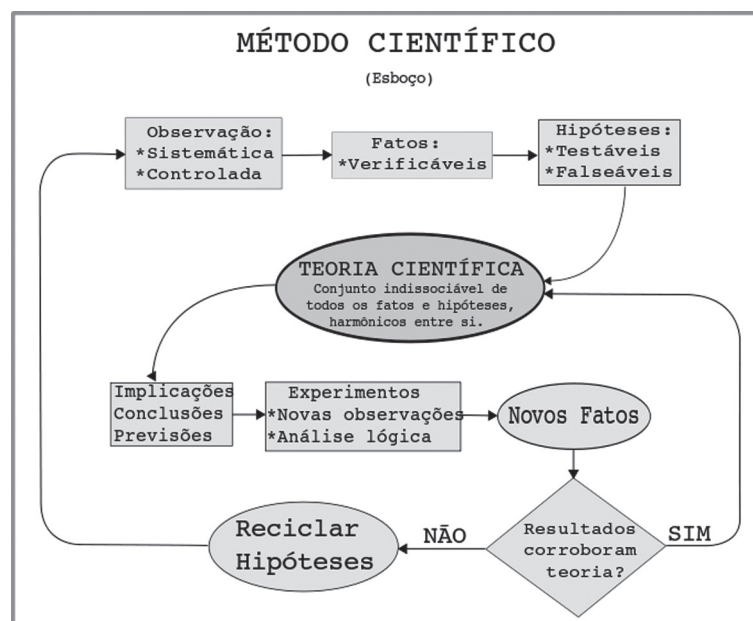 MÉTODO CIENTÍFICO
(Esboço)
Observação:
*Sistemática
*Controlada
Fatos:
*Verificáveis
Hipóteses:
*Testáveis
*Falseáveis
TEORIA CIENTÍFICA
Conjunto indissociável de
todos os fatos e hipóteses,
harmônicos entre si.
Implicações
Conclusões
Previsões
Experimentos
*Novas observações
*Análise lógica
Novos Fatos
Resultados
corroboram
teoria?
SIM
NÃO
Reciclar
Hipóteses